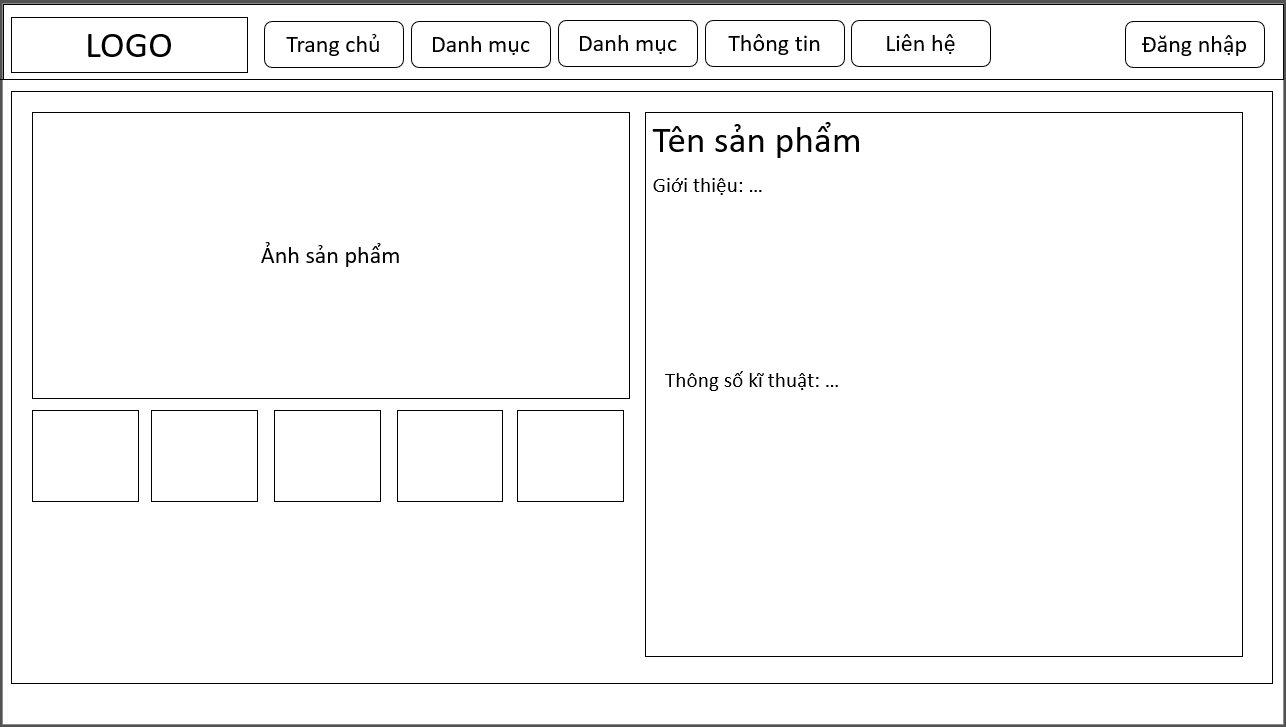 LOGO
Trang chủ
Danh mục
Danh mục
Thông tin
Liên hệ
Đăng nhập
Ảnh sản phẩm
Tên sản phẩm
Giới thiệu: ...
Thông số kĩ thuật: ...